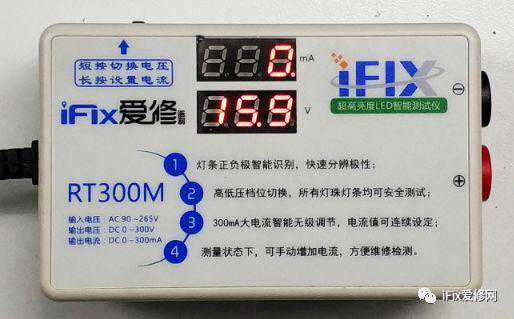 短按切换电压
长按设置电流
0. mA
iFIX
超高亮度LED智能测试仪
iFix爱修
15.9 V
1 灯条正负极智能识别，快速分辨极性；
RT300M
2 高低压档位切换，所有灯珠灯条均可安全测试；
输入电压：AC 90~265V
输出电压：DC 0~300V
输出电流：DC 0~300mA
3 300mA大电流智能无级调节，电流值可连续设定；
4 测量状态下，可手动增加电流，方便维修检测。
iFix爱修网